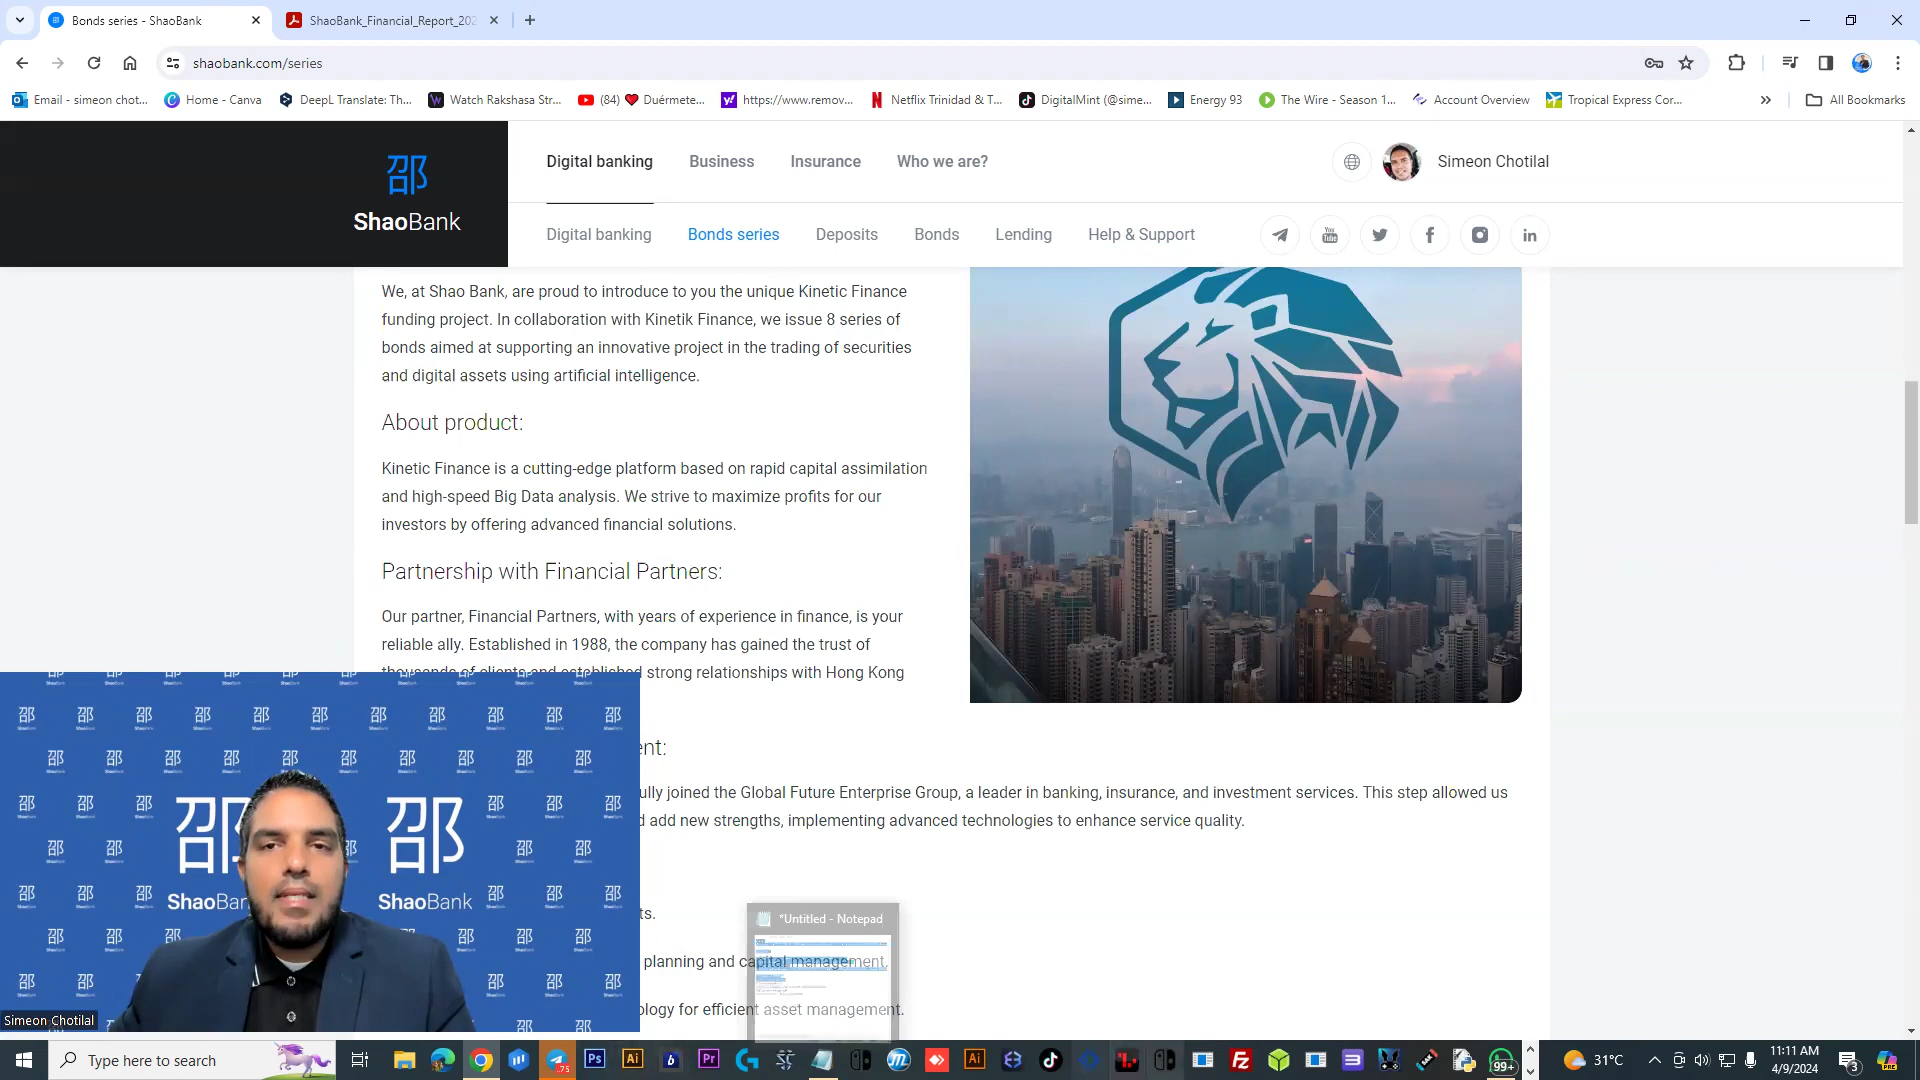 Bonds series - ShaoBank
ShaoBank_Financial_Report_202
shaobank.com/series
Email - simeon chot...
Home - Canva
DeepL Translate: Th...
Watch Rakshasa Str...
(84) ❤ Duérmete...
https://www.remov...
Netflix Trinidad & T...
DigitalMint (@sime...
Energy 93
The Wire - Season 1...
Account Overview
Tropical Express Cor...
All Bookmarks
邵
ShaoBank
Digital banking
Business
Insurance
Who we are?
Simeon Chotilal
Digital banking
Bonds series
Deposits
Bonds
Lending
Help & Support
We, at Shao Bank, are proud to introduce to you the unique Kinetic Finance
funding project. In collaboration with Kinetik Finance, we issue 8 series of
bonds aimed at supporting an innovative project in the trading of securities
and digital assets using artificial intelligence.
About product:
Kinetic Finance is a cutting-edge platform based on rapid capital assimilation
and high-speed Big Data analysis. We strive to maximize profits for our
investors by offering advanced financial solutions.
Partnership with Financial Partners:
Our partner, Financial Partners, with years of experience in finance, is your
reliable ally. Established in 1988, the company has gained the trust of
thousands of clients and established strong relationships with Hong Kong
ent:
ully joined the Global Future Enterprise Group, a leader in banking, insurance, and investment services. This step allowed us
d add new strengths, implementing advanced technologies to enhance service quality.
ts.
planning and capital management.
ology for efficient asset management.
*Untitled - Notepad
邵
ShaoBan
邵
ShaoBank
Simeon Chotilal
Type here to search
31°C
11:11 AM
4/9/2024